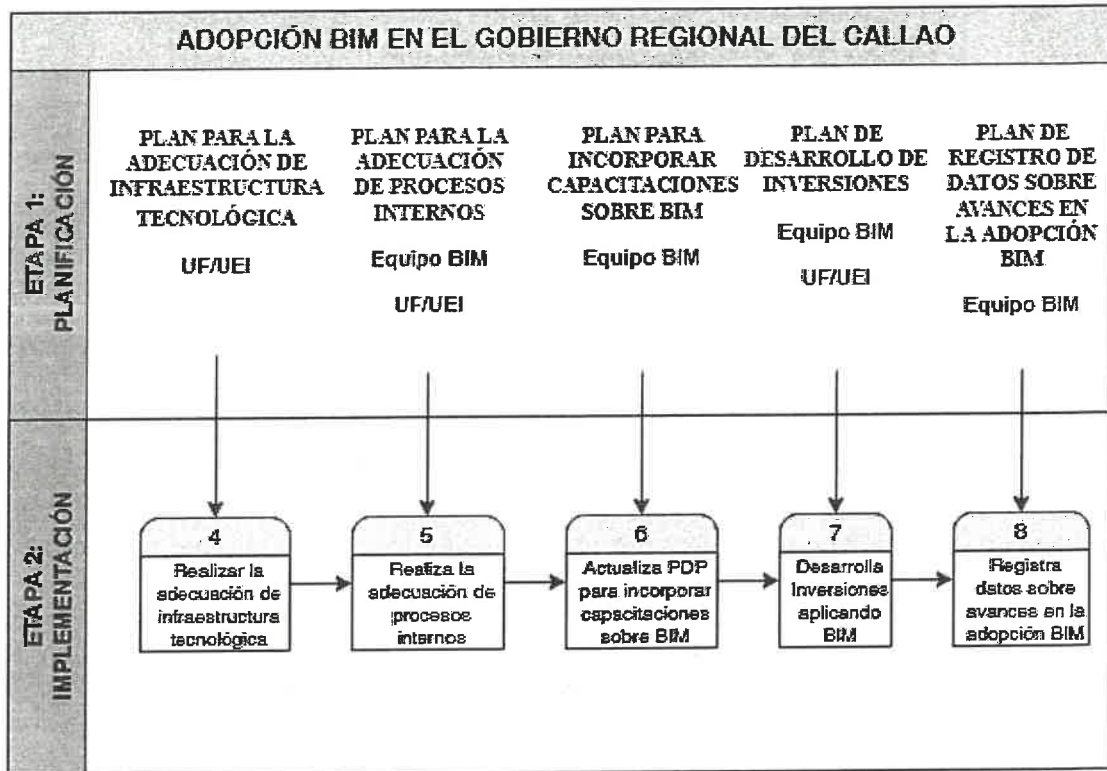 ADOPCIÓN BIM EN EL GOBIERNO REGIONAL DEL CALLAO
ETAPA 1:
PLANIFICACIÓN
PLAN PARA LA
ADECUACIÓN DE
INFRAESTRUCTURA
TECNOLÓGICA
UF/UEI
PLAN PARA LA
ADECUACIÓN
DE PROCESOS
INTERNOS
Equipo BIM
UF/UEI
PLAN PARA
INCORPORAR
CAPACITACIONES
SOBRE BIM
Equipo BIM
PLAN DE
DESARROLLO DE
INVERSIONES
Equipo BIM
UF/UEI
PLAN DE
REGISTRO DE
DATOS SOBRE
AVANCES EN
LA ADOPCIÓN
BIM
Equipo BIM
ETAPA 2:
IMPLEMENTACIÓN
4
Realizar la
adecuación de
infraestructura
tecnológica
5
Realiza la
adecuación de
procesos
internos
6
Actualiza PDP
para incorporar
capacitaciones
sobre BIM
7
Desarrolla
Inversiones
aplicando
BIM
8
Registra
datos sobre
avances en la
adopción BIM